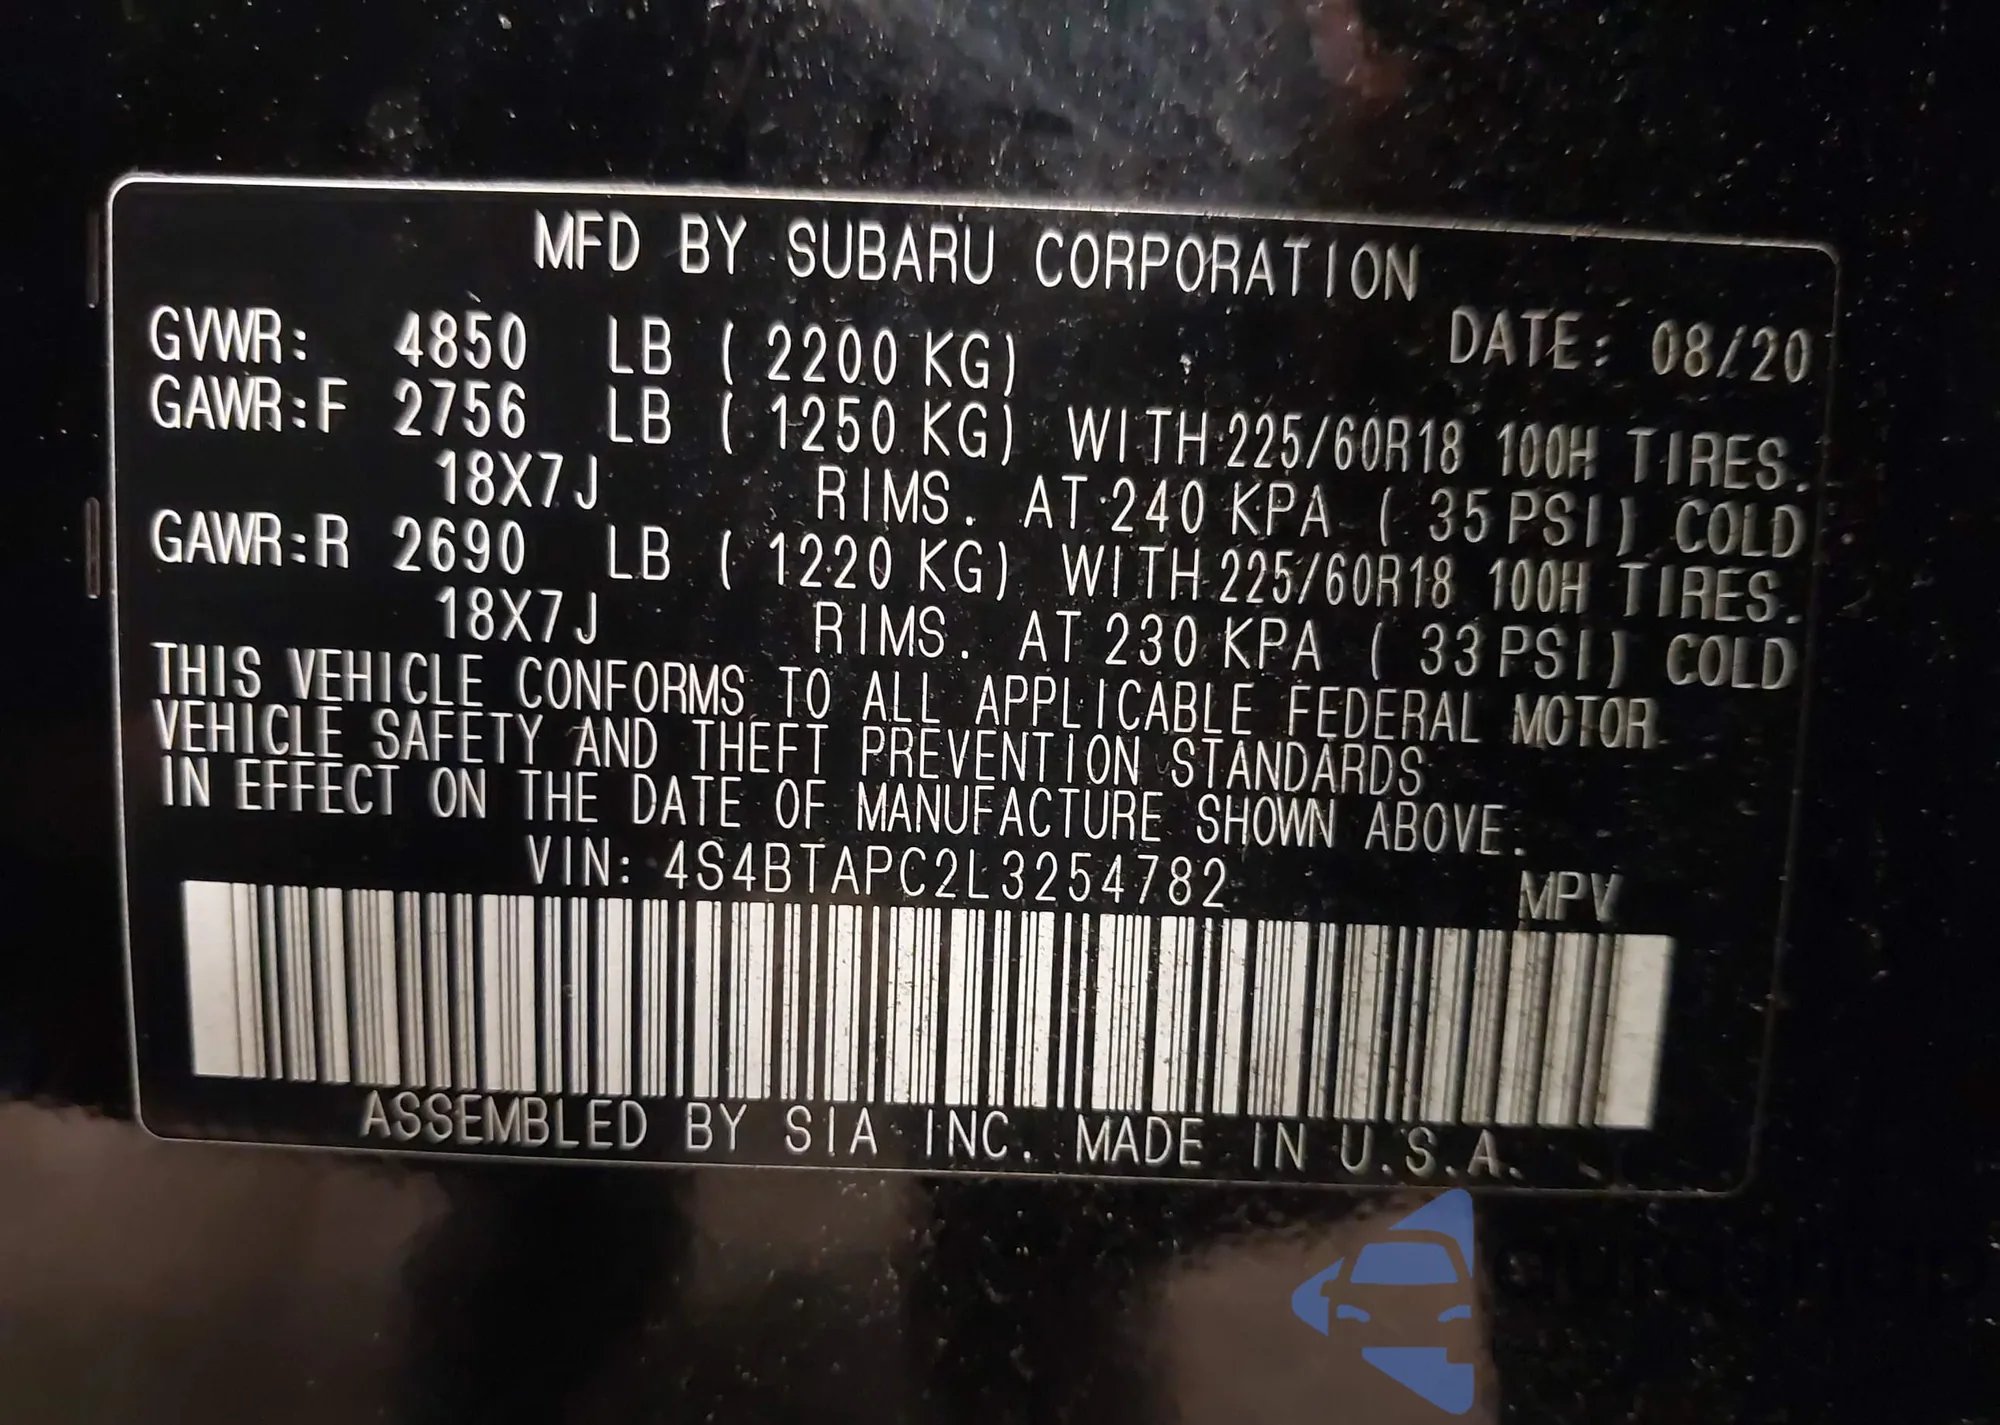 MFD BY SUBARU CORPORATION
GVWR: 4850 LB ( 2200 KG) DATE: 08/20
GAWR:F 2756 LB ( 1250 KG) WITH 225/60R18 100H TIRES.
18X7J RIMS. AT 240 KPA ( 35 PSI) COLD
GAWR:R 2690 LB ( 1220 KG) WITH 225/60R18 100H TIRES.
18X7J RIMS. AT 230 KPA ( 33 PSI) COLD
THIS VEHICLE CONFORMS TO ALL APPLICABLE FEDERAL MOTOR
VEHICLE SAFETY AND THEFT PREVENTION STANDARDS
IN EFFECT ON THE DATE OF MANUFACTURE SHOWN ABOVE.
VIN: 4S4BTAPC2L3254782 MPV
ASSEMBLED BY SIA INC. MADE IN U.S.A.